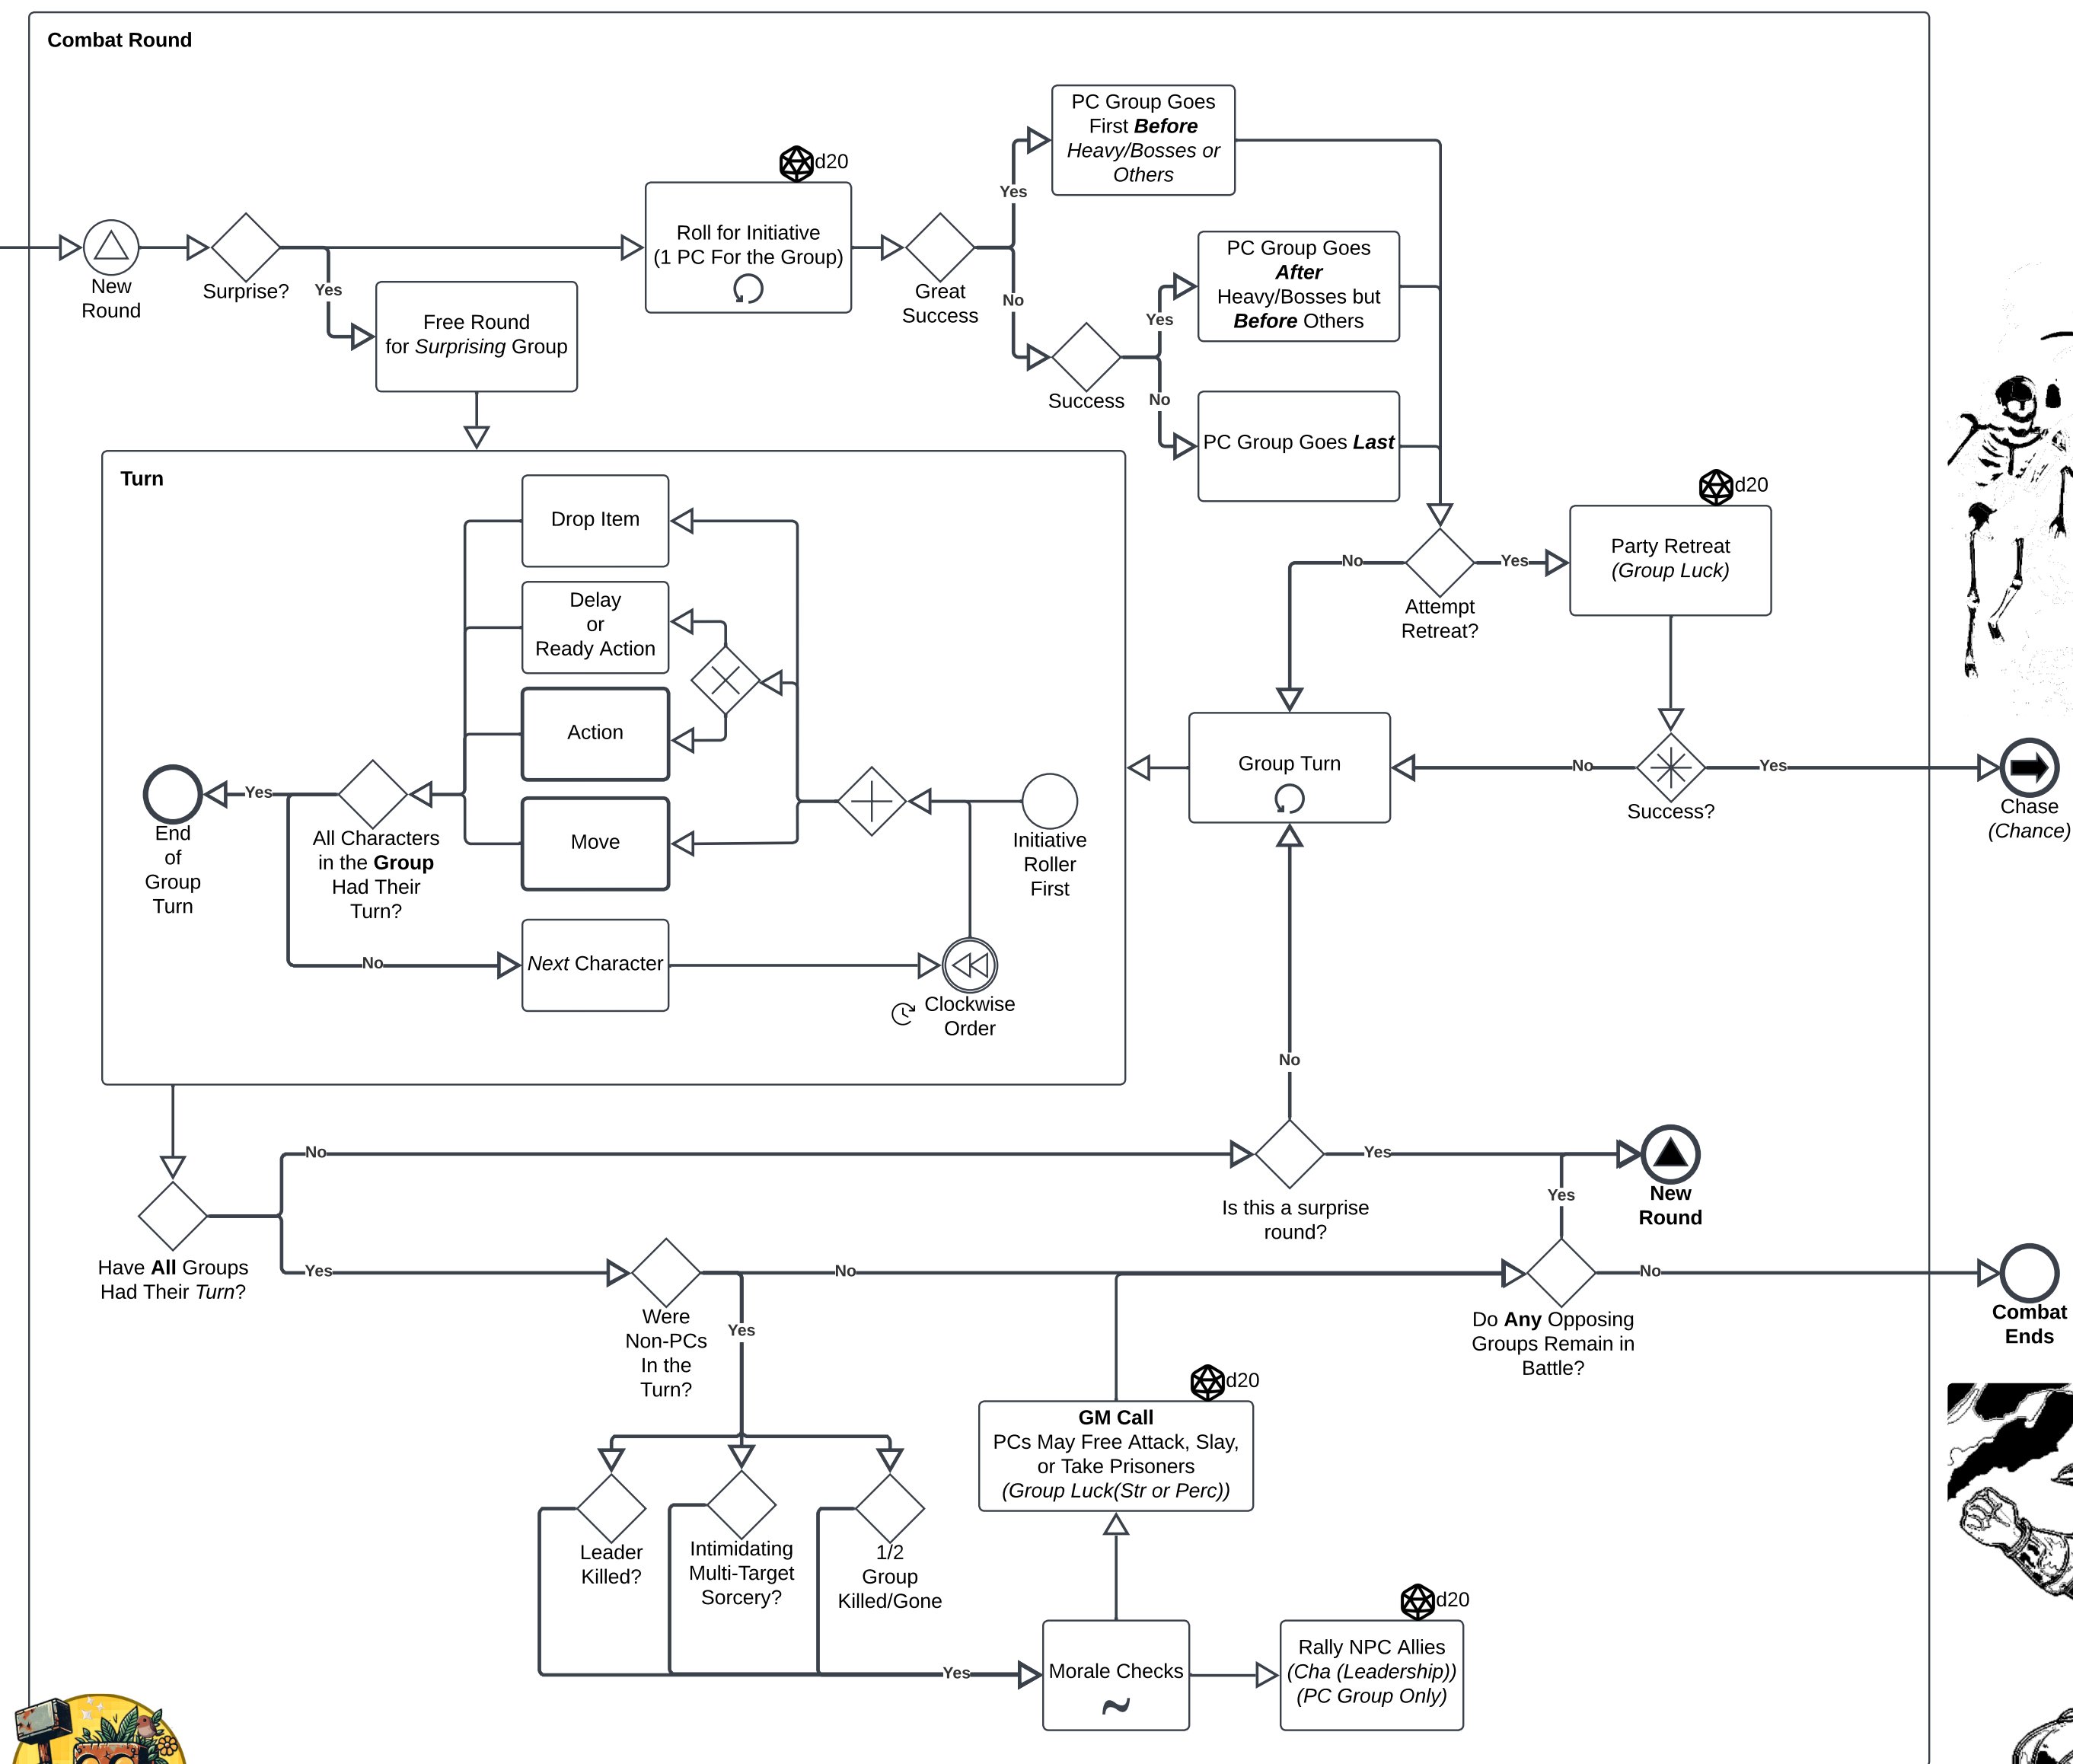 Combat Round
PC Group Goes
First Before
Heavy/Bosses or
Others
d20
Yes
Roll for Initiative
(1 PC For the Group)
New
Round
Surprise?
Yes
Free Round
for Surprising Group
Great
Success
No
PC Group Goes
After
Heavy/Bosses but
Before Others
Yes
Success
No
PC Group Goes Last
Turn
Drop Item
Delay
or
Ready Action
Action
Move
d20
Party Retreat
(Group Luck)
No
Yes
Attempt
Retreat?
Group Turn
No
Success?
Yes
Chase
(Chance)
Yes
End
of
Group
Turn
All Characters
in the Group
Had Their
Turn?
Initiative
Roller
First
No
Next Character
Clockwise
Order
No
No
Yes
Is this a surprise
round?
Yes
New
Round
Have All Groups
Had Their Turn?
Yes
No
No
Were
Non-PCs
In the
Turn?
Yes
Do Any Opposing
Groups Remain in
Battle?
Combat
Ends
d20
GM Call
PCs May Free Attack, Slay,
or Take Prisoners
(Group Luck(Str or Perc))
Leader
Killed?
Intimidating
Multi-Target
Sorcery?
1/2
Group
Killed/Gone
Yes
Morale Checks
~
d20
Rally NPC Allies
(Cha (Leadership))
(PC Group Only)